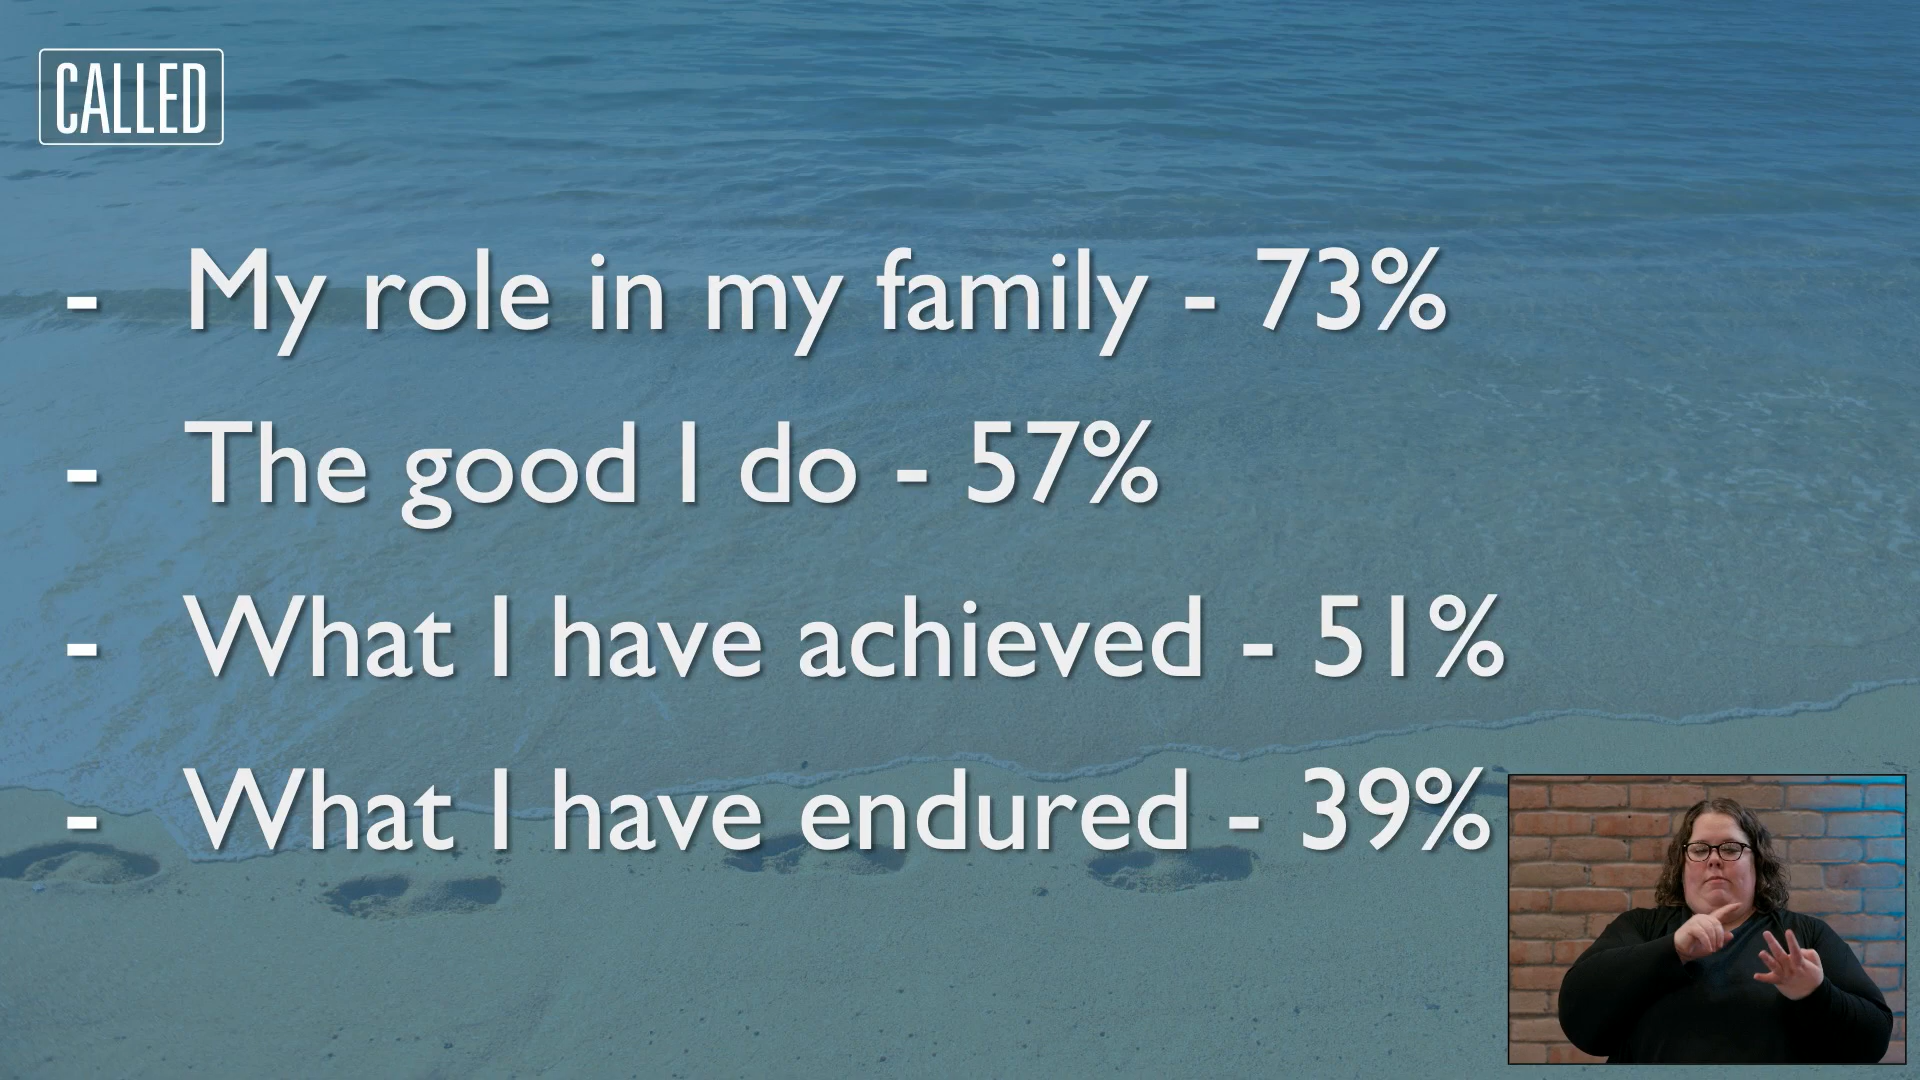 CALLED
- My role in my family - 73%
- The good I do - 57%
- What I have achieved - 51%
- What I have endured - 39%